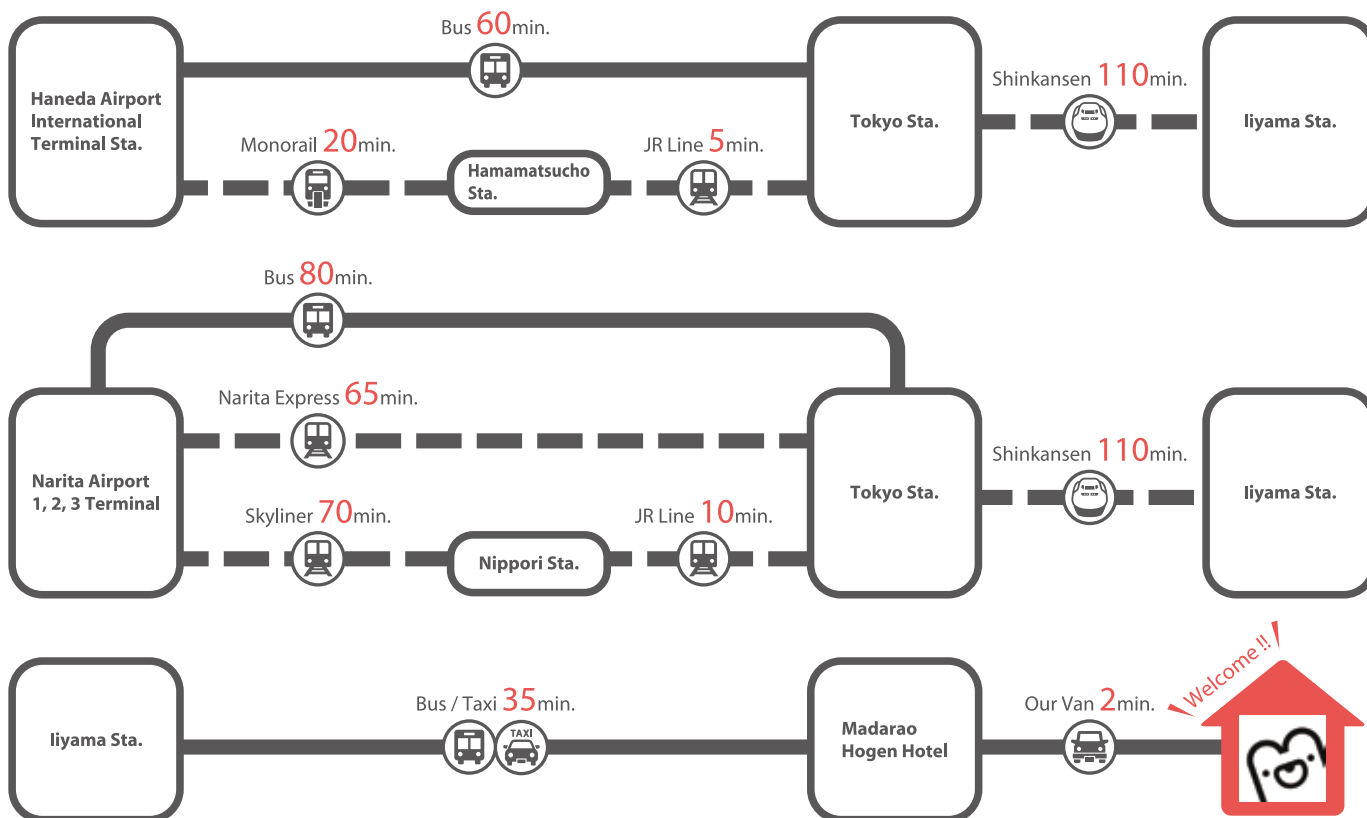 Bus 60min.
Haneda Airport
International
Terminal Sta.
Monorail 20min.
Hamamatsucho
Sta.
JR Line 5min.
Tokyo Sta.
Shinkansen 110min.
Iiyama Sta.
Bus 80min.
Narita Airport
1, 2, 3 Terminal
Narita Express 65min.
Skyliner 70min.
Nippori Sta.
JR Line 10min.
Tokyo Sta.
Shinkansen 110min.
Iiyama Sta.
Iiyama Sta.
Bus / Taxi 35min.
TAXI
Madarao
Hogen Hotel
Our Van 2min.
Welcome !!